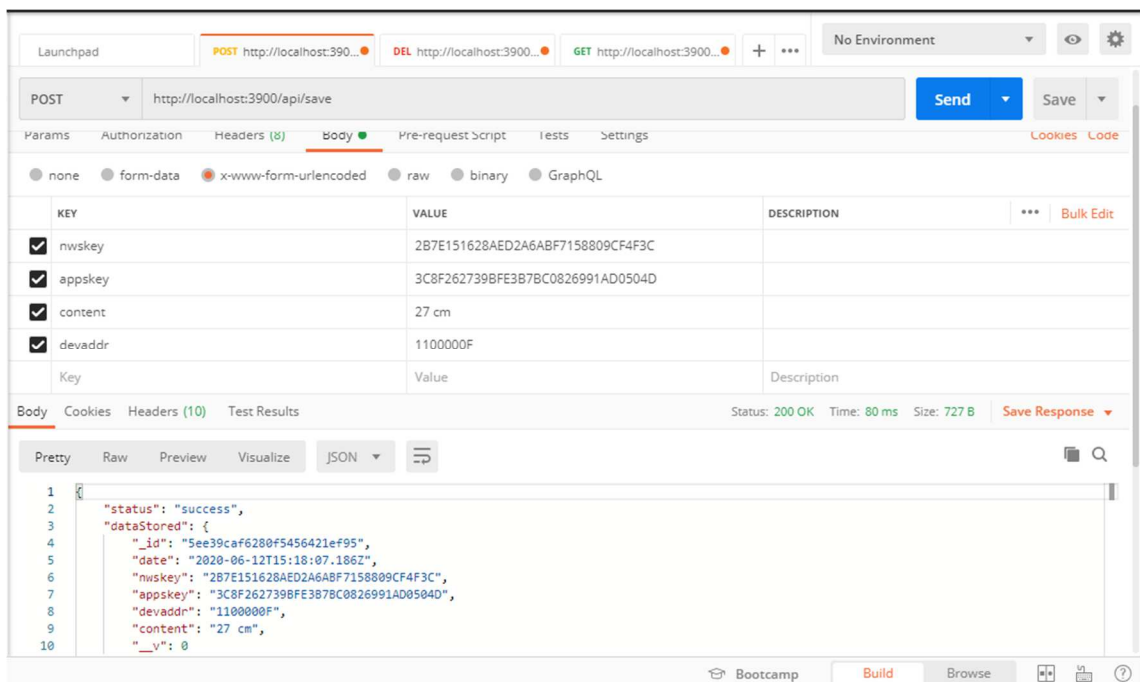 Launchpad POST http://localhost:390... DEL http://localhost:3900... GET http://localhost:3900... + ••• No Environment
POST http://localhost:3900/api/save Send Save
Params Authorization Headers (8) Body Pre-request Script Tests Settings Cookies Code
none form-data x-www-form-urlencoded raw binary GraphQL
KEY VALUE DESCRIPTION ••• Bulk Edit
nwskey 2B7E151628AED2A6ABF7158809CF4F3C
appskey 3C8F262739BFE3B7BC0826991AD0504D
content 27 cm
devaddr 1100000F
Key Value Description
Body Cookies Headers (10) Test Results Status: 200 OK Time: 80 ms Size: 727 B Save Response
Pretty Raw Preview Visualize JSON
1 {
2 "status": "success",
3 "dataStored": {
4 "_id": "5ee39caf6280f5456421ef95",
5 "date": "2020-06-12T15:18:07.186Z",
6 "nwskey": "2B7E151628AED2A6ABF7158809CF4F3C",
7 "appskey": "3C8F262739BFE3B7BC0826991AD0504D",
8 "devaddr": "1100000F",
9 "content": "27 cm",
10 "__v": 0
Bootcamp Build Browse ?